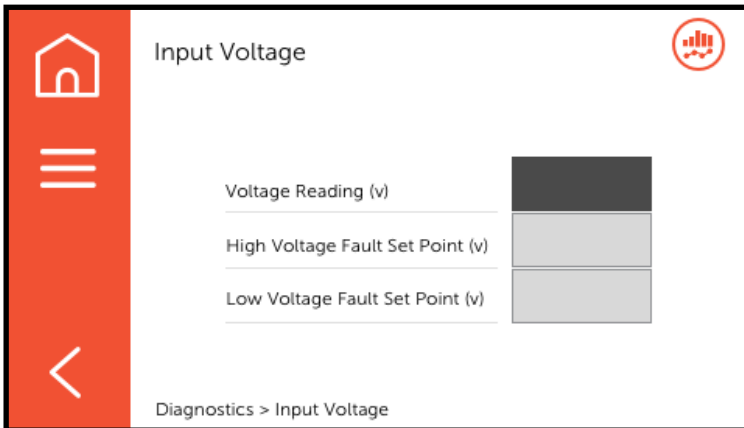 Input Voltage
Voltage Reading (v)
High Voltage Fault Set Point (v)
Low Voltage Fault Set Point (v)
Diagnostics > Input Voltage